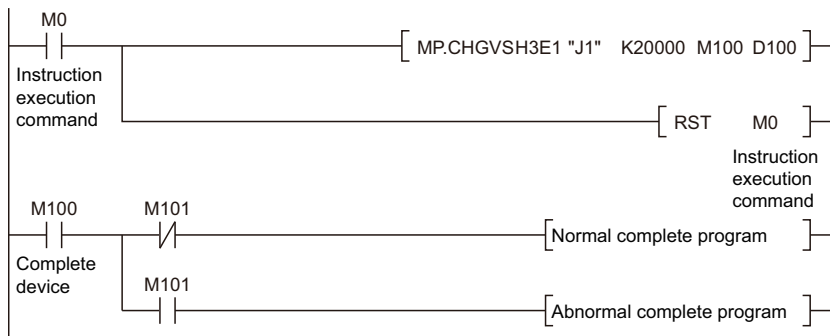 M0
MP.CHGVSH3E1 "J1" K20000 M100 D100
Instruction
execution
command
RST M0
Instruction
execution
command
M100 M101
Normal complete program
Complete
device
M101
Abnormal complete program